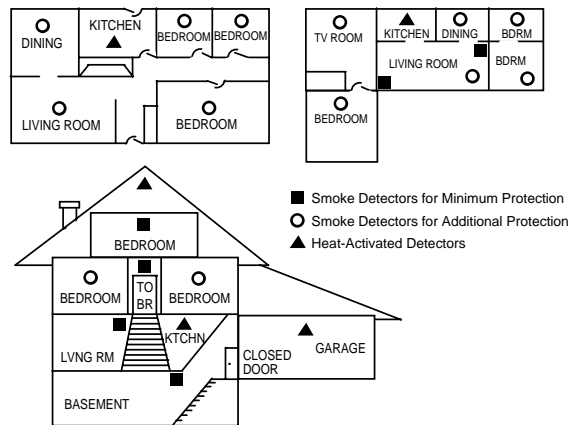 DINING
KITCHEN
BEDROOM
BEDROOM
LIVING ROOM
BEDROOM
TV ROOM
KITCHEN
DINING
BDRM
LIVING ROOM
BDRM
BEDROOM
Smoke Detectors for Minimum Protection
Smoke Detectors for Additional Protection
Heat-Activated Detectors
BEDROOM
BEDROOM
TO
BR
BEDROOM
LVNG RM
KTCHN
CLOSED
DOOR
GARAGE
BASEMENT